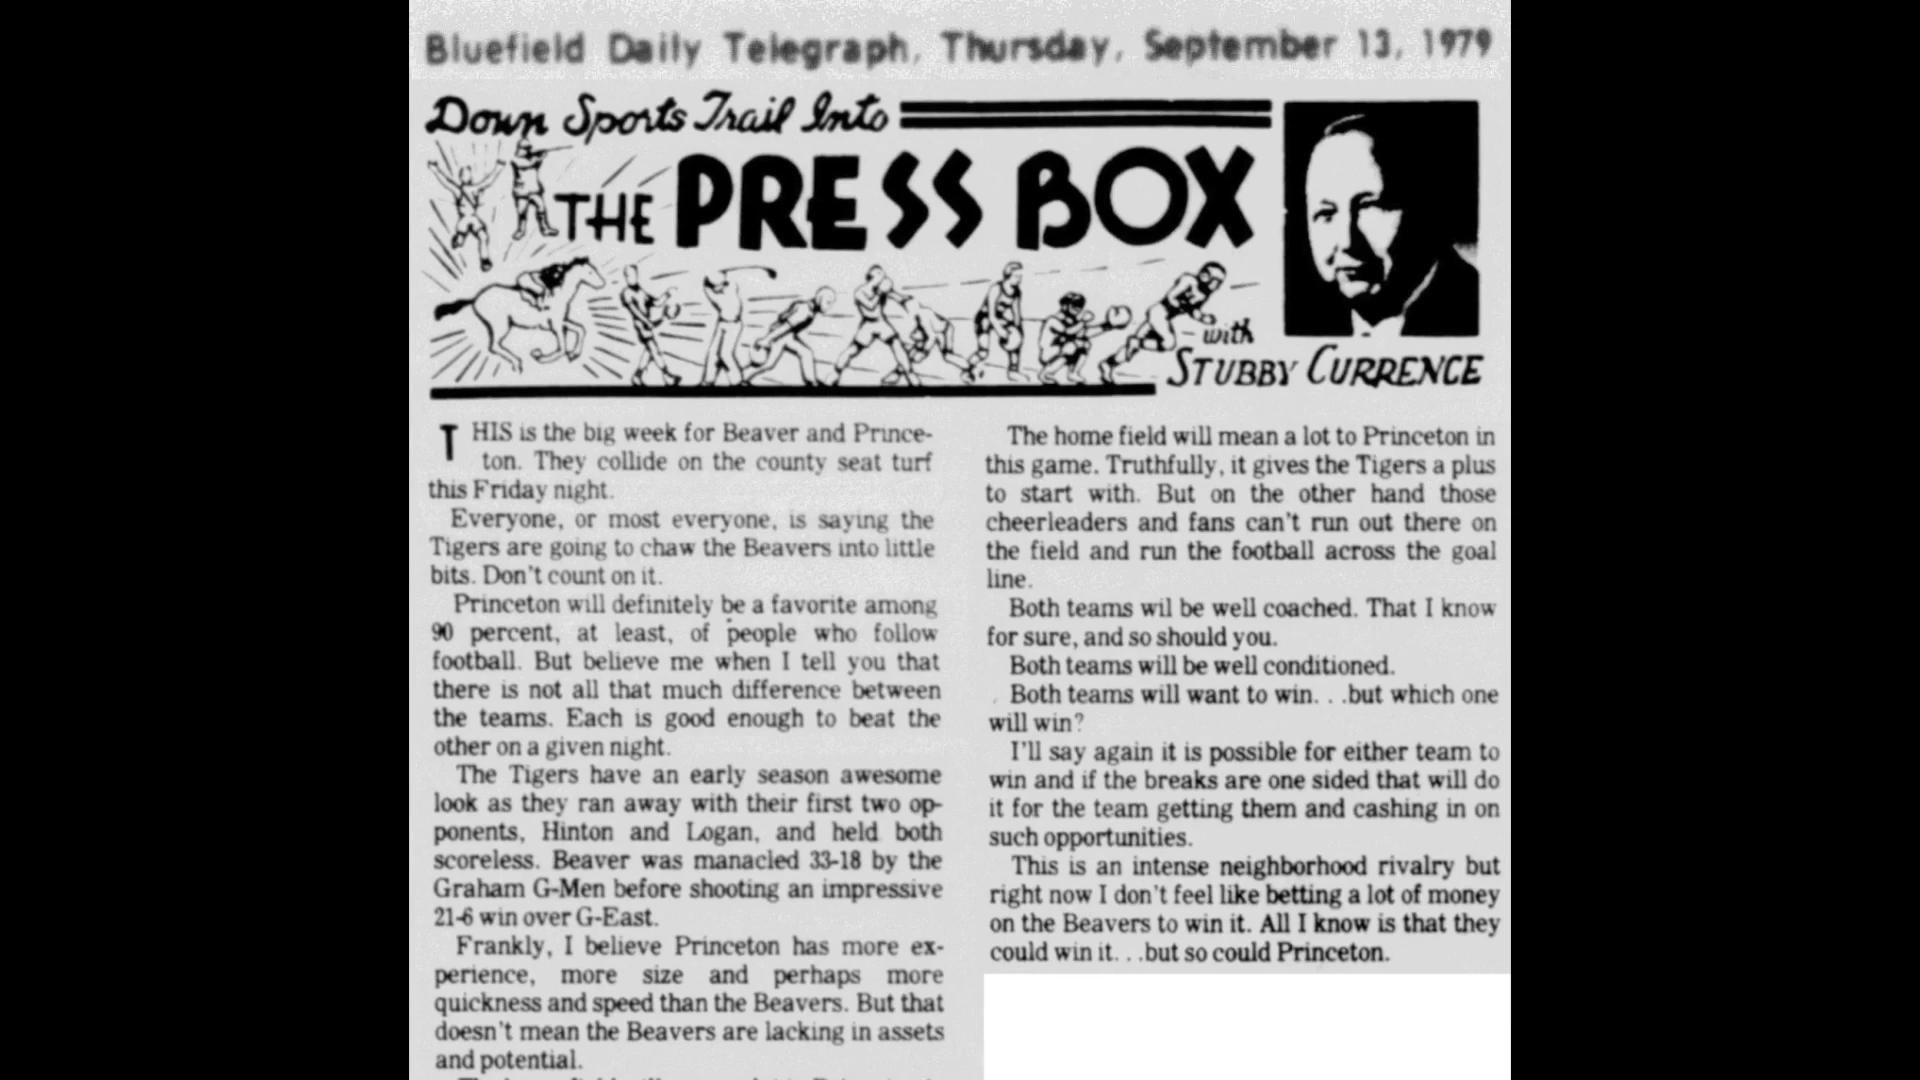 Bluefield Daily Telegraph, Thursday, September 13, 1979
Down Sports Trail Into
THE PRESS BOX
with
STUBBY CURRENCE
THIS is the big week for Beaver and Prince-
ton. They collide on the county seat turf
this Friday night.
Everyone, or most everyone, is saying the
Tigers are going to chaw the Beavers into little
bits. Don't count on it.
Princeton will definitely be a favorite among
90 percent, at least, of people who follow
football. But believe me when I tell you that
there is not all that much difference between
the teams. Each is good enough to beat the
other on a given night.
The Tigers have an early season awesome
look as they ran away with their first two op-
ponents, Hinton and Logan, and held both
scoreless. Beaver was manacled 33-18 by the
Graham G-Men before shooting an impressive
21-6 win over G-East.
Frankly, I believe Princeton has more ex-
perience, more size and perhaps more
quickness and speed than the Beavers. But that
doesn't mean the Beavers are lacking in assets
and potential.
The home field will mean a lot to Princeton in
this game. Truthfully, it gives the Tigers a plus
to start with. But on the other hand those
cheerleaders and fans can't run out there on
the field and run the football across the goal
line.
Both teams wil be well coached. That I know
for sure, and so should you.
Both teams will be well conditioned.
Both teams will want to win. . .but which one
will win?
I'll say again it is possible for either team to
win and if the breaks are one sided that will do
it for the team getting them and cashing in on
such opportunities.
This is an intense neighborhood rivalry but
right now I don't feel like betting a lot of money
on the Beavers to win it. All I know is that they
could win it. . .but so could Princeton.